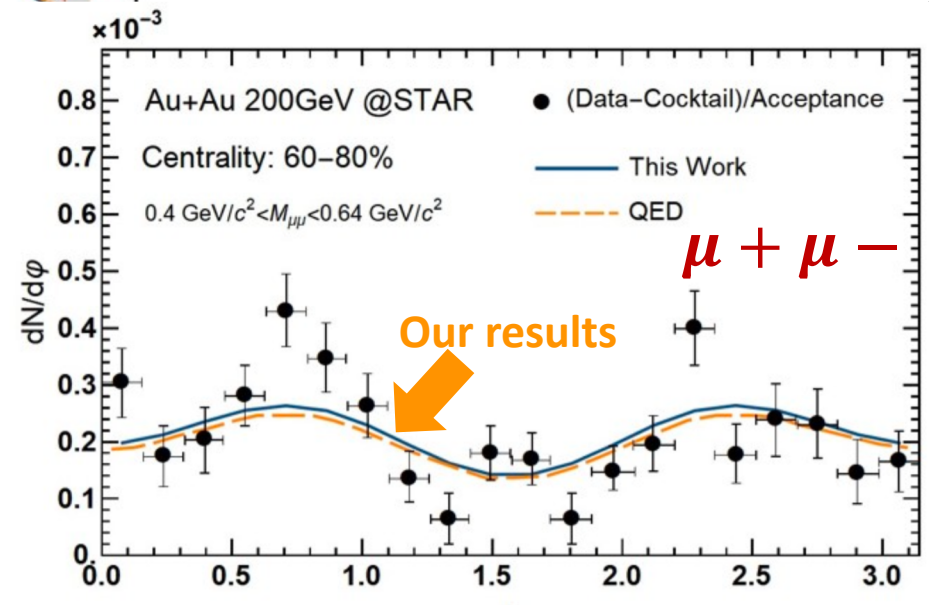 ×10⁻³
Au+Au 200GeV @STAR
(Data−Cocktail)/Acceptance
Centrality: 60−80%
This Work
0.4 GeV/c²<Mμμ<0.64 GeV/c²
QED
μ + μ −
Our results
dN/dφ
0.8
0.7
0.6
0.5
0.4
0.3
0.2
0.1
0.
0.0 0.5 1.0 1.5 2.0 2.5 3.0